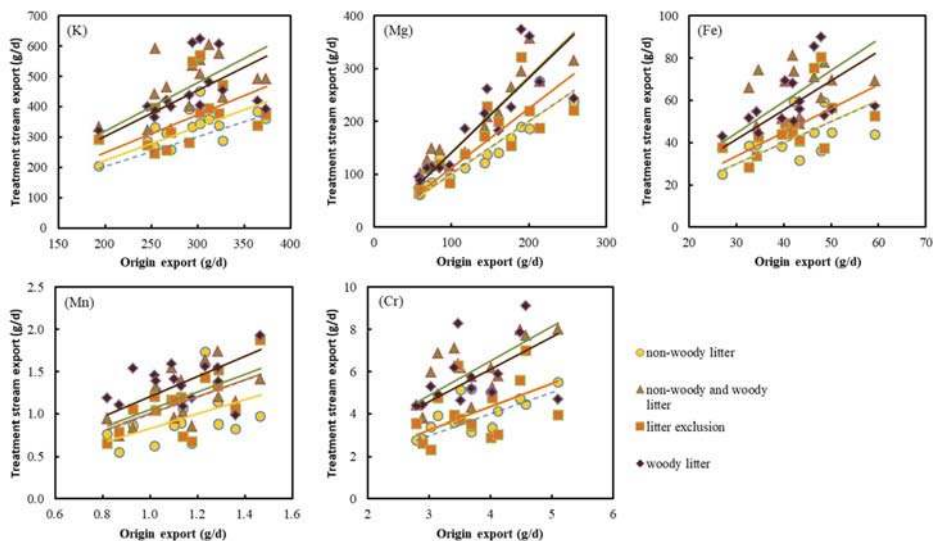 (K)
Treatment stream export (g/d)
700
600
500
400
300
200
100
0
150 200 250 300 350 400
Origin export (g/d)
(Mg)
Treatment stream export (g/d)
400
300
200
100
0
0 100 200 300
Origin export (g/d)
(Fe)
Treatment stream export (g/d)
100
80
60
40
20
0
20 30 40 50 60 70
Origin export (g/d)
(Mn)
Treatment stream export (g/d)
2.5
2.0
1.5
1.0
0.5
0.0
0.6 0.8 1.0 1.2 1.4 1.6
Origin export (g/d)
(Cr)
Treatment stream export (g/d)
10
8
6
4
2
0
2 3 4 5 6
Origin export (g/d)
non-woody litter
non-woody and woody
litter
litter exclusion
woody litter